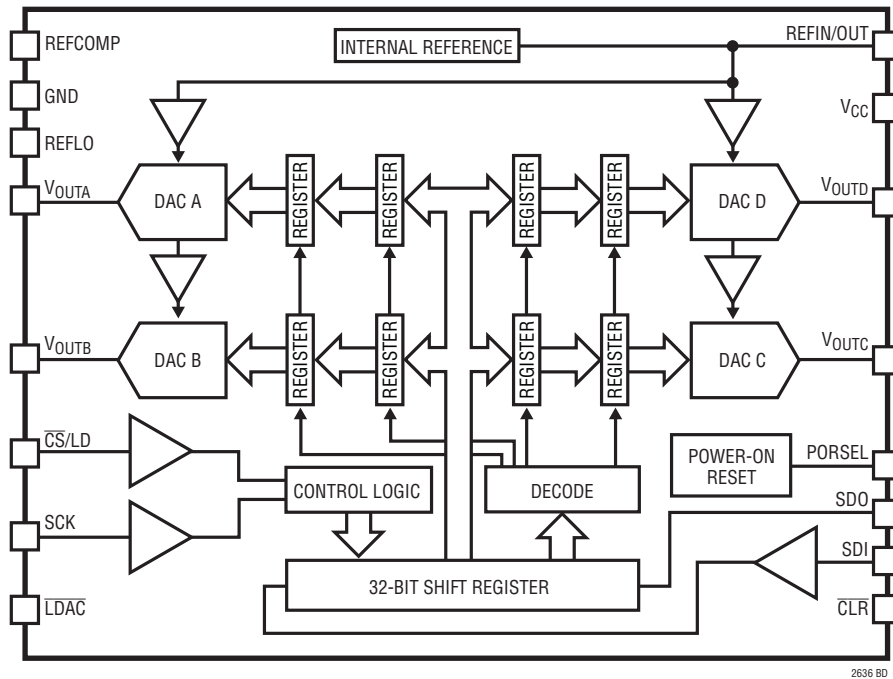 REFCOMP
INTERNAL REFERENCE
REFIN/OUT
GND
VCC
REFLO
VOUTA
DAC A
REGISTER
REGISTER
REGISTER
REGISTER
DAC D
VOUTD
VOUTB
DAC B
REGISTER
REGISTER
REGISTER
REGISTER
DAC C
VOUTC
CS/LD
CONTROL LOGIC
DECODE
POWER-ON
RESET
PORSEL
SCK
SDO
32-BIT SHIFT REGISTER
SDI
LDAC
CLR
2636 BD